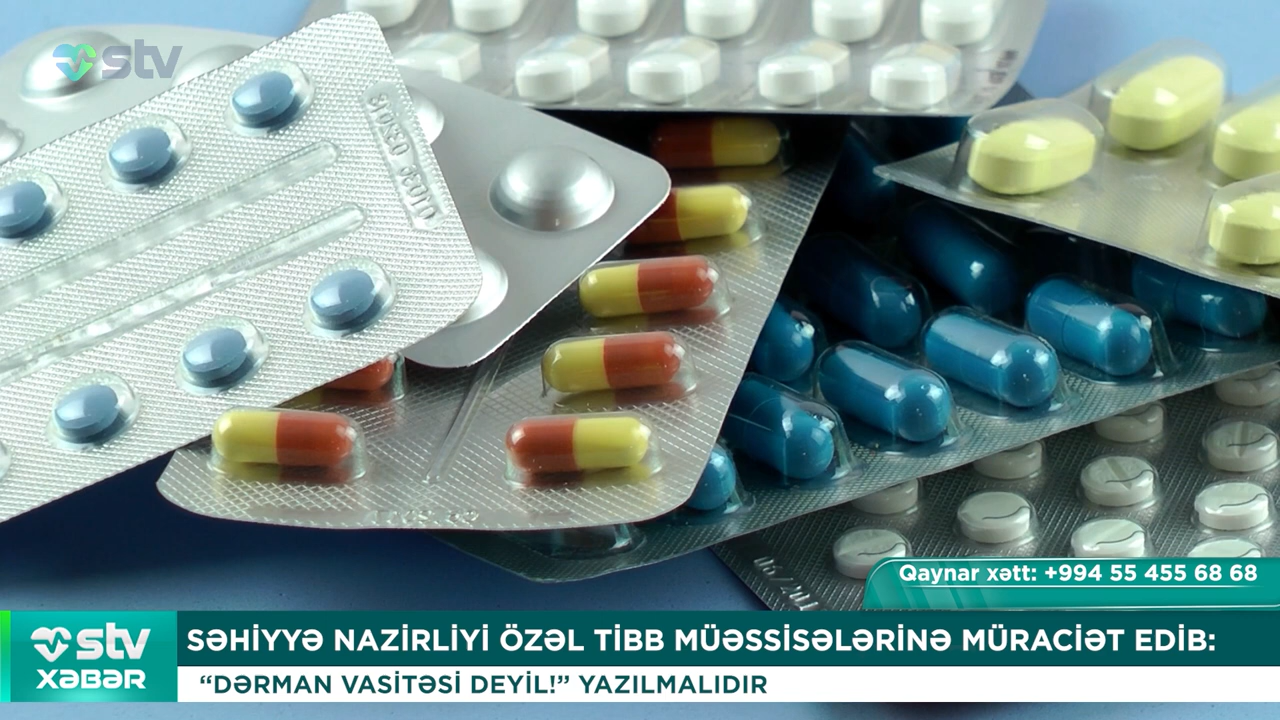 stv
Qaynar xətt: +994 55 455 68 68
stv
XƏBƏR
SƏHİYYƏ NAZİRLİYİ ÖZƏL TİBB MÜƏSSİSƏLƏRİNƏ MÜRACİƏT EDİB:
“DƏRMAN VASİTƏSİ DEYİL!” YAZILMALIDIR